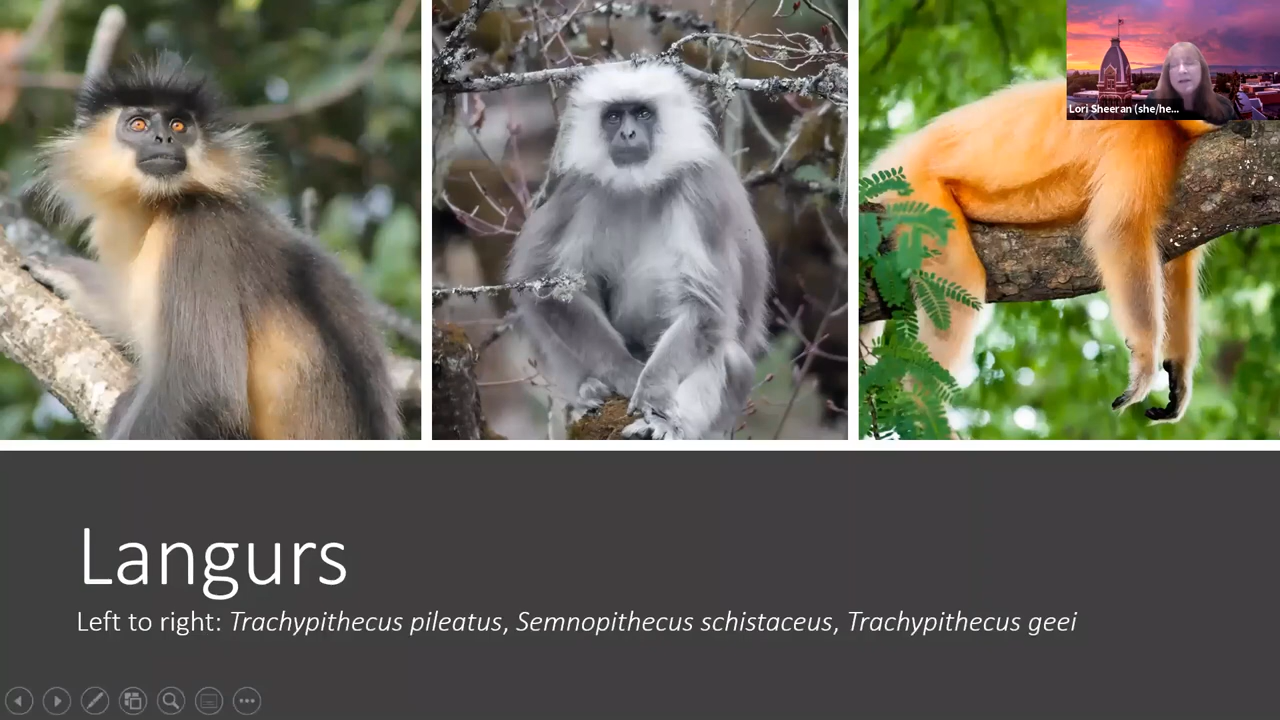 Lori Sheeran (she/he...
Langurs
Left to right: Trachypithecus pileatus, Semnopithecus schistaceus, Trachypithecus geei